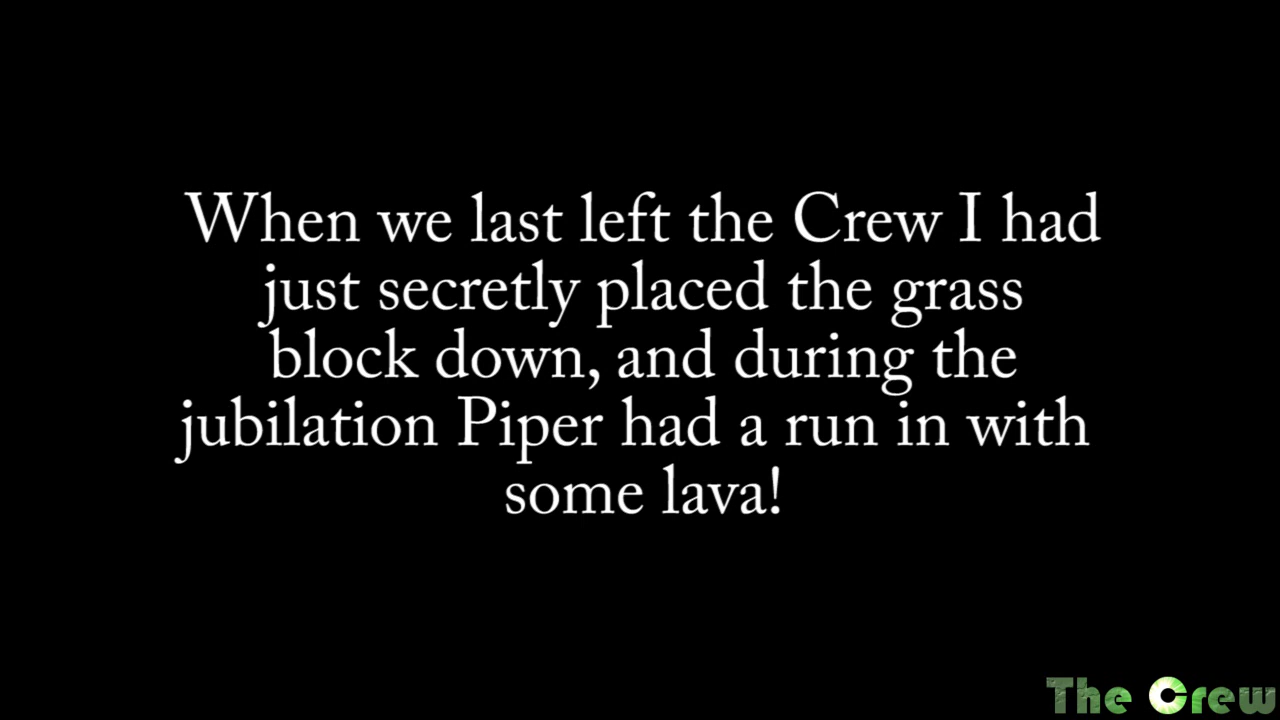 When we last left the Crew I had
just secretly placed the grass
block down, and during the
jubilation Piper had a run in with
some lava!
The Crew